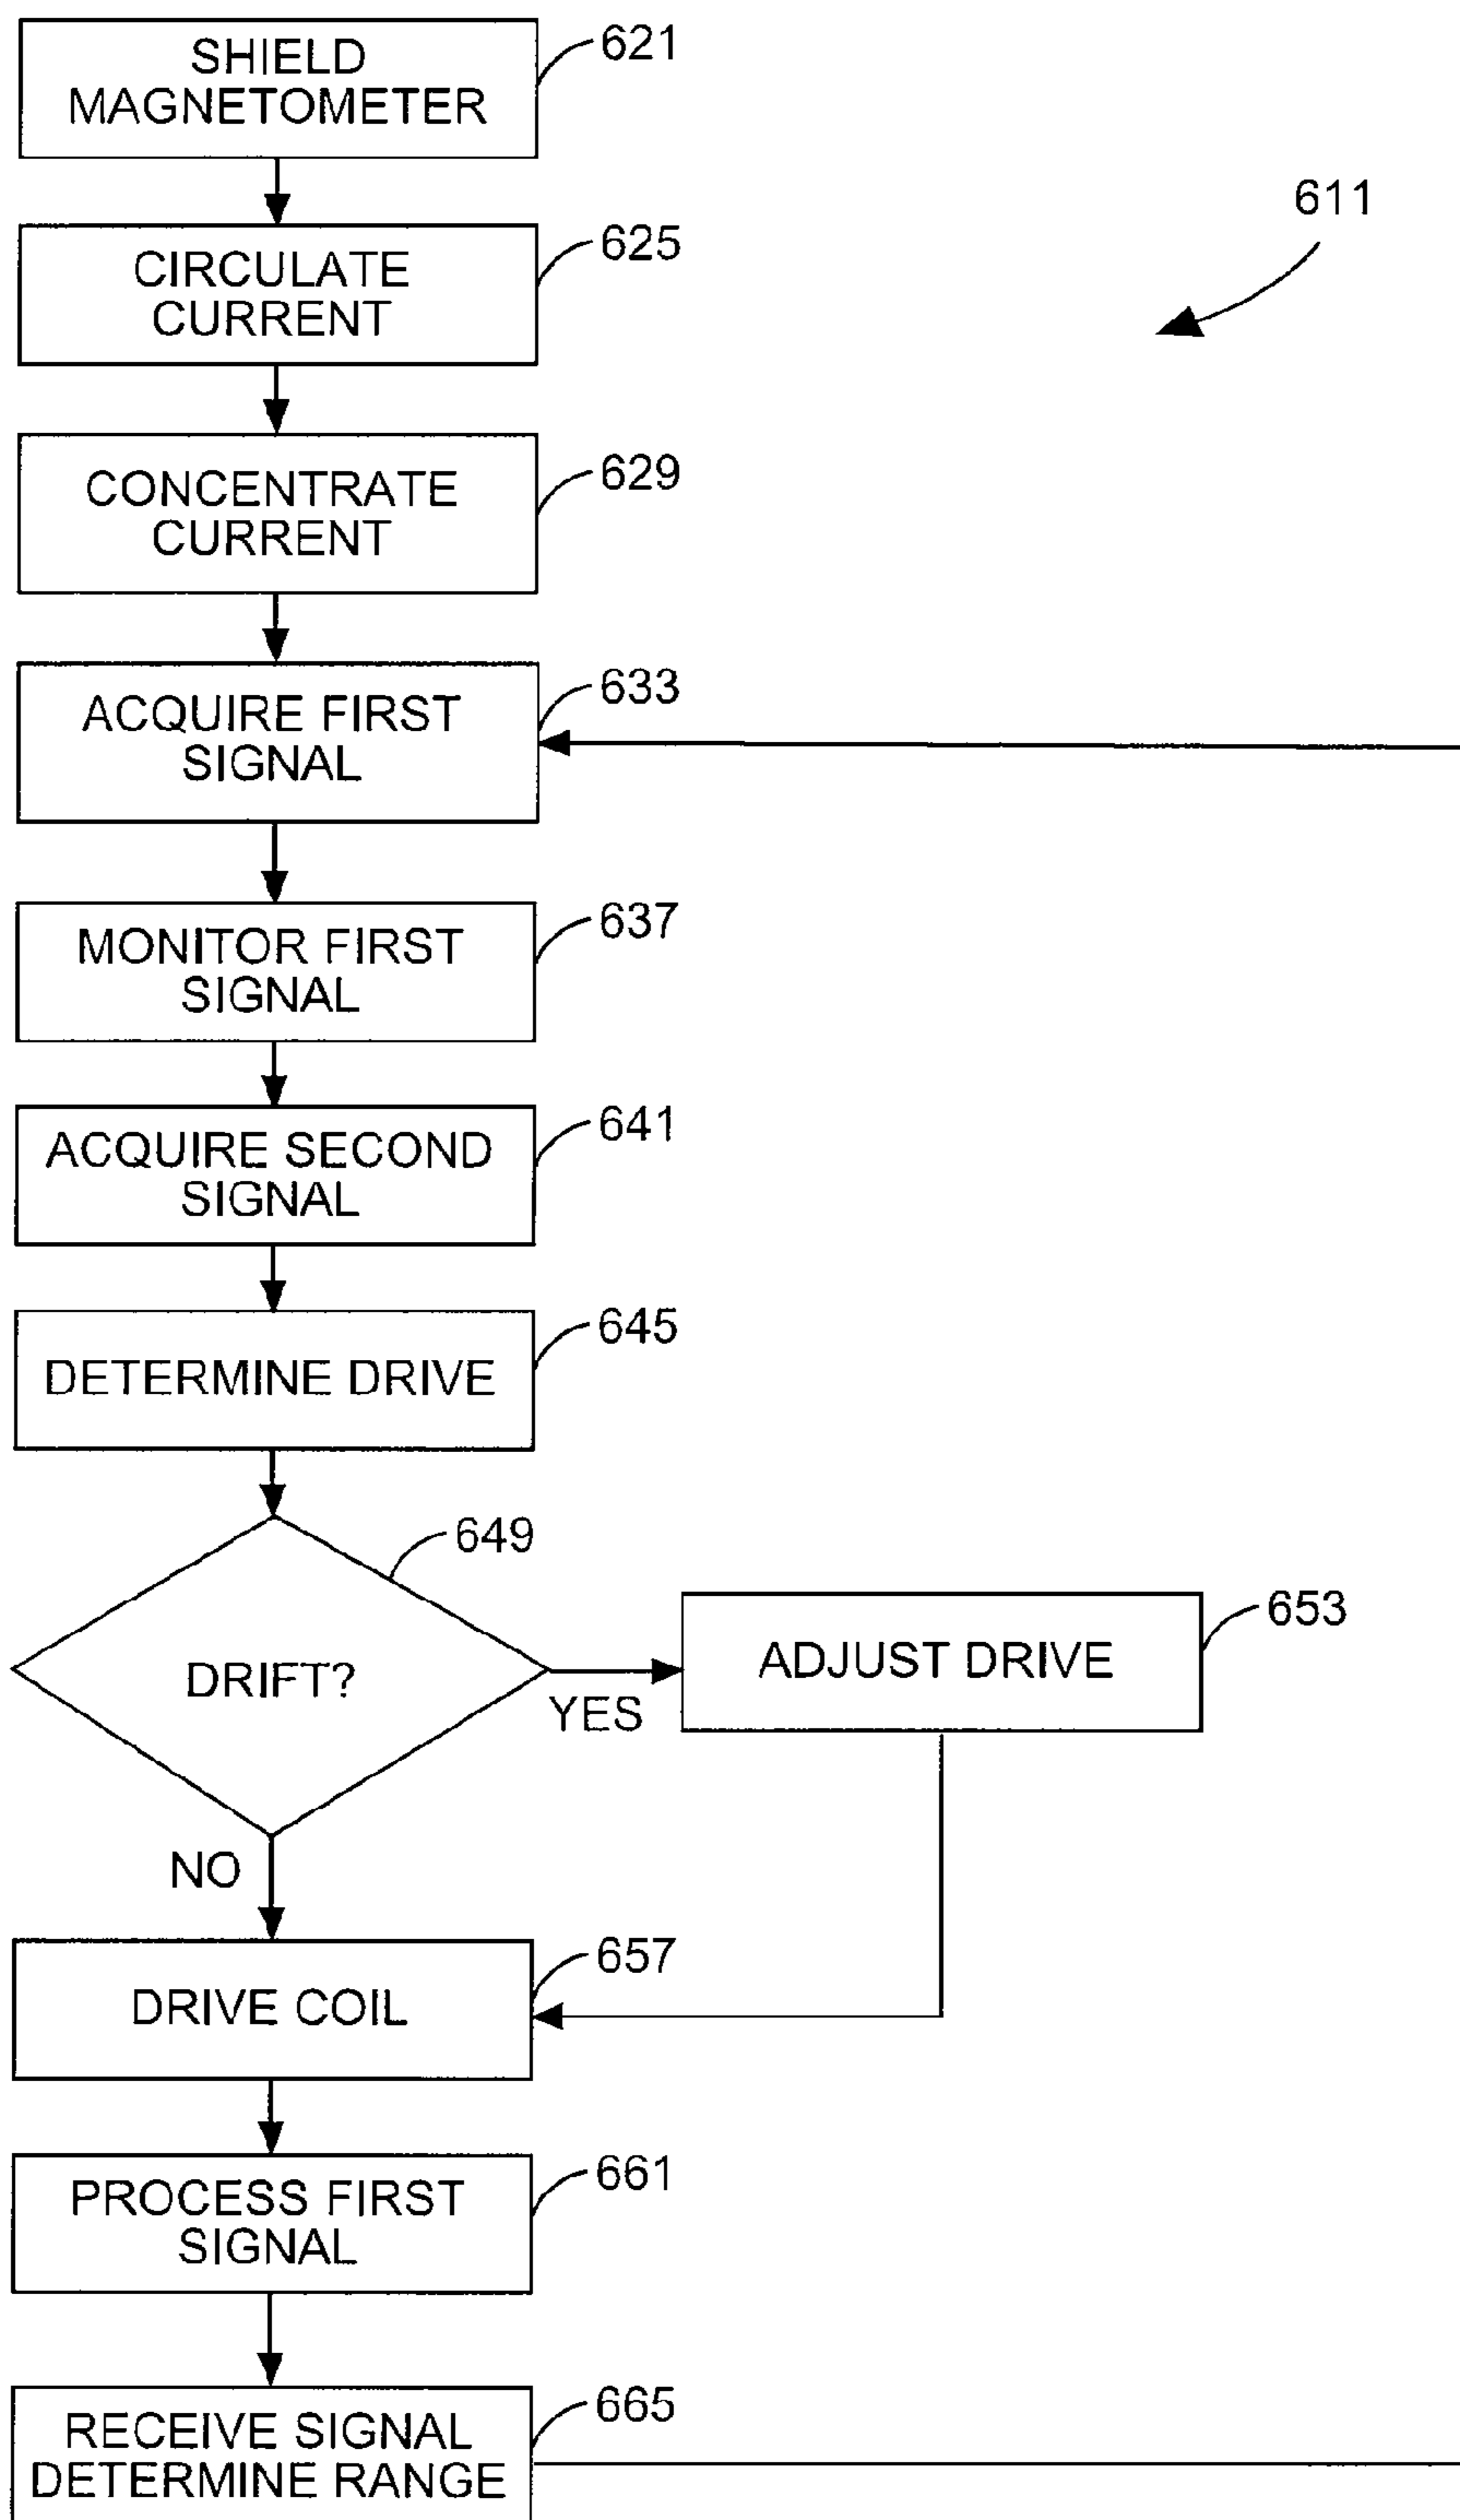 SHIELD
MAGNETOMETER
621
611
CIRCULATE
CURRENT
625
CONCENTRATE
CURRENT
629
ACQUIRE FIRST
SIGNAL
633
MONITOR FIRST
SIGNAL
637
ACQUIRE SECOND
SIGNAL
641
DETERMINE DRIVE
645
DRIFT?
649
YES
ADJUST DRIVE
653
NO
DRIVE COIL
657
PROCESS FIRST
SIGNAL
661
RECEIVE SIGNAL
DETERMINE RANGE
665